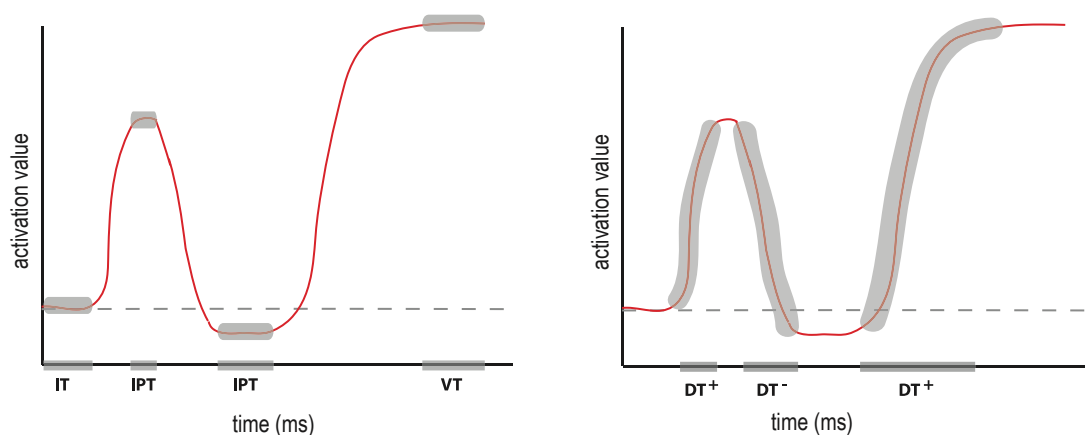 activation value
IT IPT IPT VT
time (ms)
activation value
DT+ DT- DT+
time (ms)